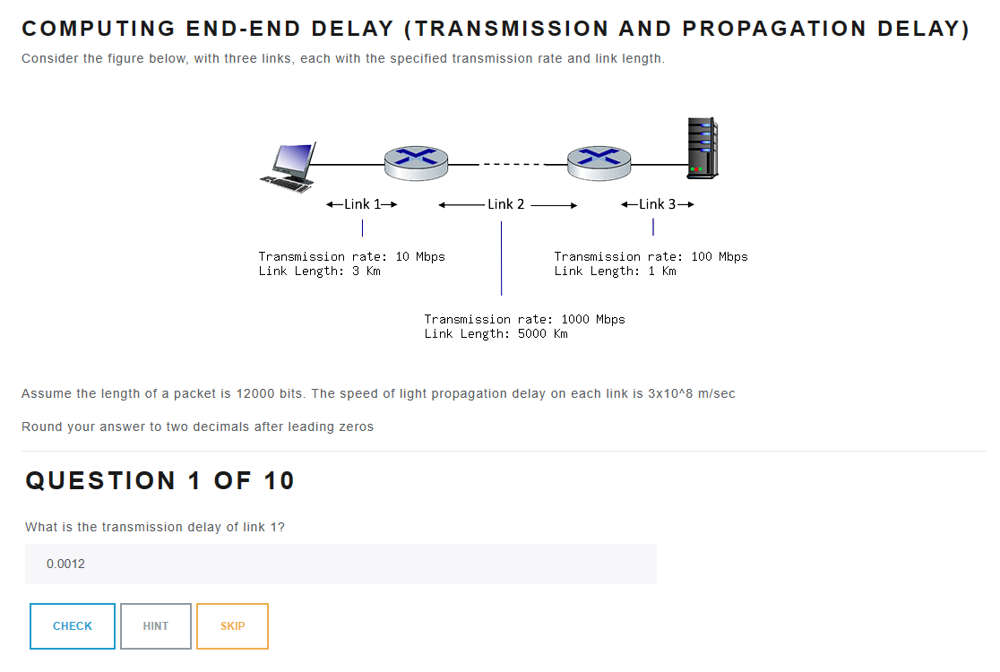 COMPUTING END-END DELAY (TRANSMISSION AND PROPAGATION DELAY)
Consider the figure below, with three links, each with the specified transmission rate and link length.
Link 1
Link 2
Link 3
Transmission rate: 10 Mbps
Link Length: 3 Km
Transmission rate: 100 Mbps
Link Length: 1 Km
Transmission rate: 1000 Mbps
Link Length: 5000 Km
Assume the length of a packet is 12000 bits. The speed of light propagation delay on each link is 3x10^8 m/sec
Round your answer to two decimals after leading zeros
QUESTION 1 OF 10
What is the transmission delay of link 1?
0.0012
CHECK
HINT
SKIP